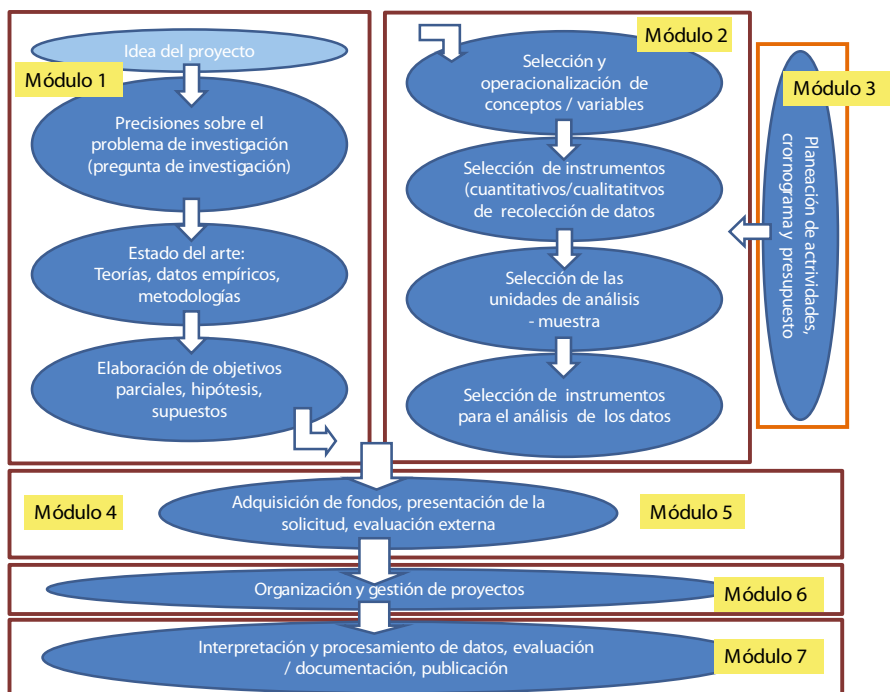 Idea del proyecto
Módulo 1
Precisiones sobre el
problema de investigación
(pregunta de investigación)
Estado del arte:
Teorías, datos empíricos,
metodologías
Elaboración de objetivos
parciales, hipótesis,
supuestos
Módulo 2
Selección y
operacionalización de
conceptos / variables
Selección de instrumentos
(cuantitativos/cualitatitvos
de recolección de datos
Selección de las
unidades de análisis
- muestra
Selección de instrumentos
para el análisis de los datos
Módulo 3
Planeación de actrividades,
crornograma y presupuesto
Módulo 4
Adquisición de fondos, presentación de la
solicitud, evaluación externa
Módulo 5
Organización y gestión de proyectos
Módulo 6
Interpretación y procesamiento de datos, evaluación
/ documentación, publicación
Módulo 7